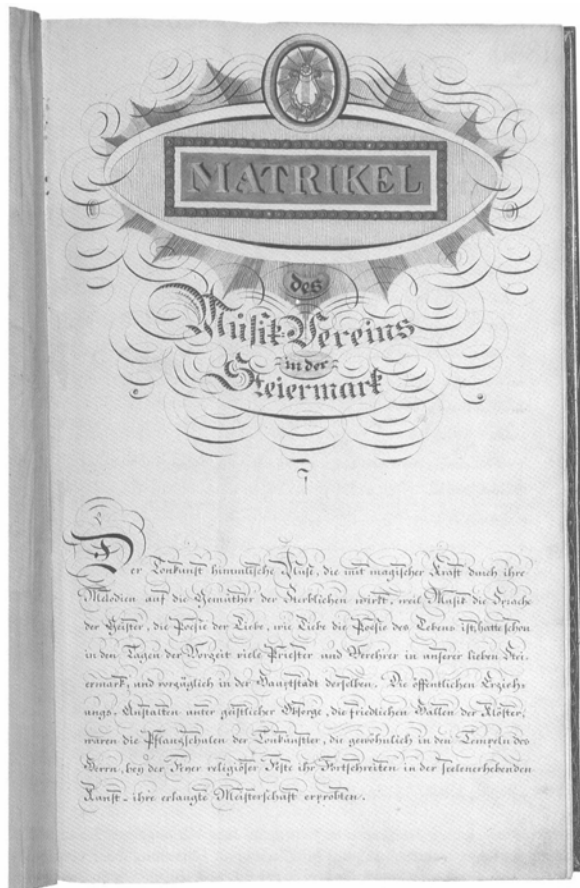 MATRIKEL
des
Musik-Vereins
in der
Steiermark
Der Tonkunst himmlische Muse, die mit magischer Kraft durch ihre
Melodien auf die Gemüther der Sterblichen wirkt, weil Musik die Sprache
der Geister, die Poesie der Liebe, wie Liebe die Poesie des Lebens ist, hatte schon
in den Tagen der Vorzeit viele Priester und Verehrer in unserer lieben Stei-
ermark, und vorzüglich in der Hauptstadt derselben. Die öffentlichen Erzieh-
ungs-Anstalten unter geistlicher Obsorge, die friedlichen Hallen der Klöster,
waren die Pflanzschulen der Tonkünstler, die gewöhnlich in den Tempeln des
Herrn, bey der Feyer religiöser Feste ihr Fortschreiten in der seelenerhebenden
Kunst - ihre erlangte Meisterschaft erprobten.